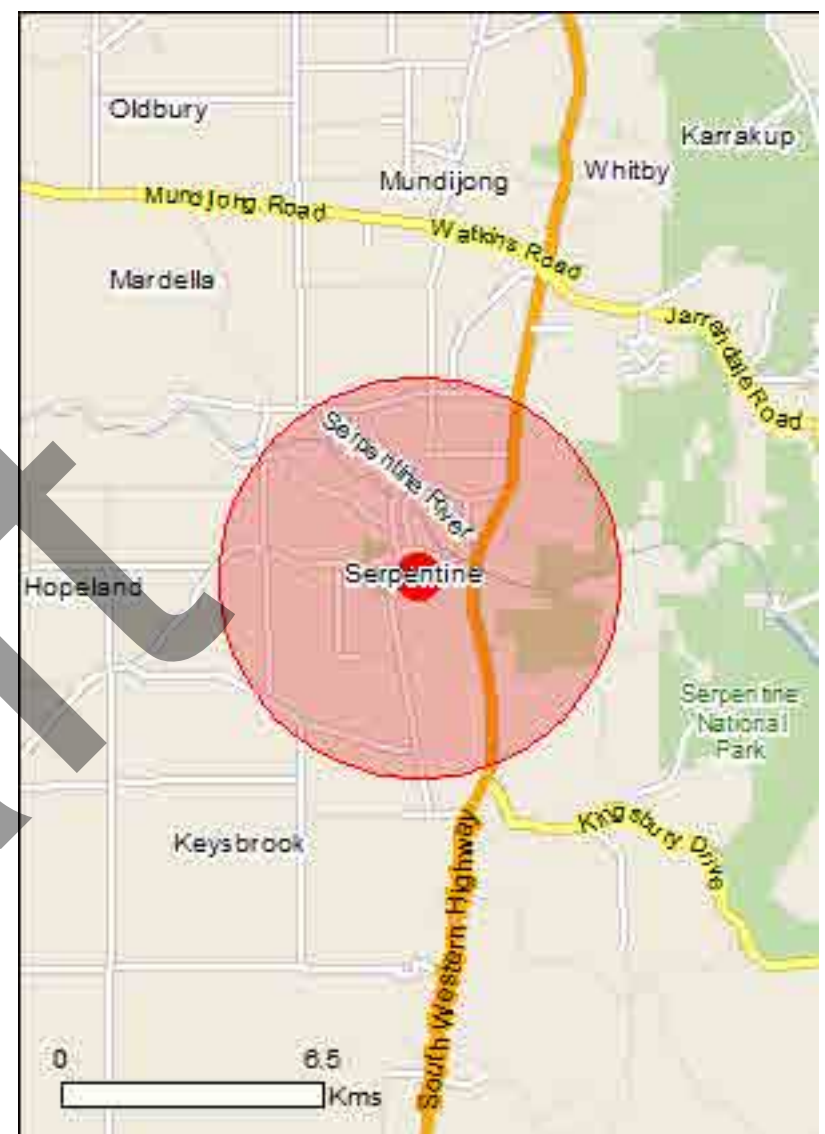 Oldbury
Karrakup
Mundijong
Whitby
Mundijong Road
Watkins Road
Mardella
Jarrahdale Road
Serpentine River
Serpentine
Hopeland
Serpentine
National
Park
Keysbrook
Kingsbury Drive
South Western Highway
0 6.5
Kms